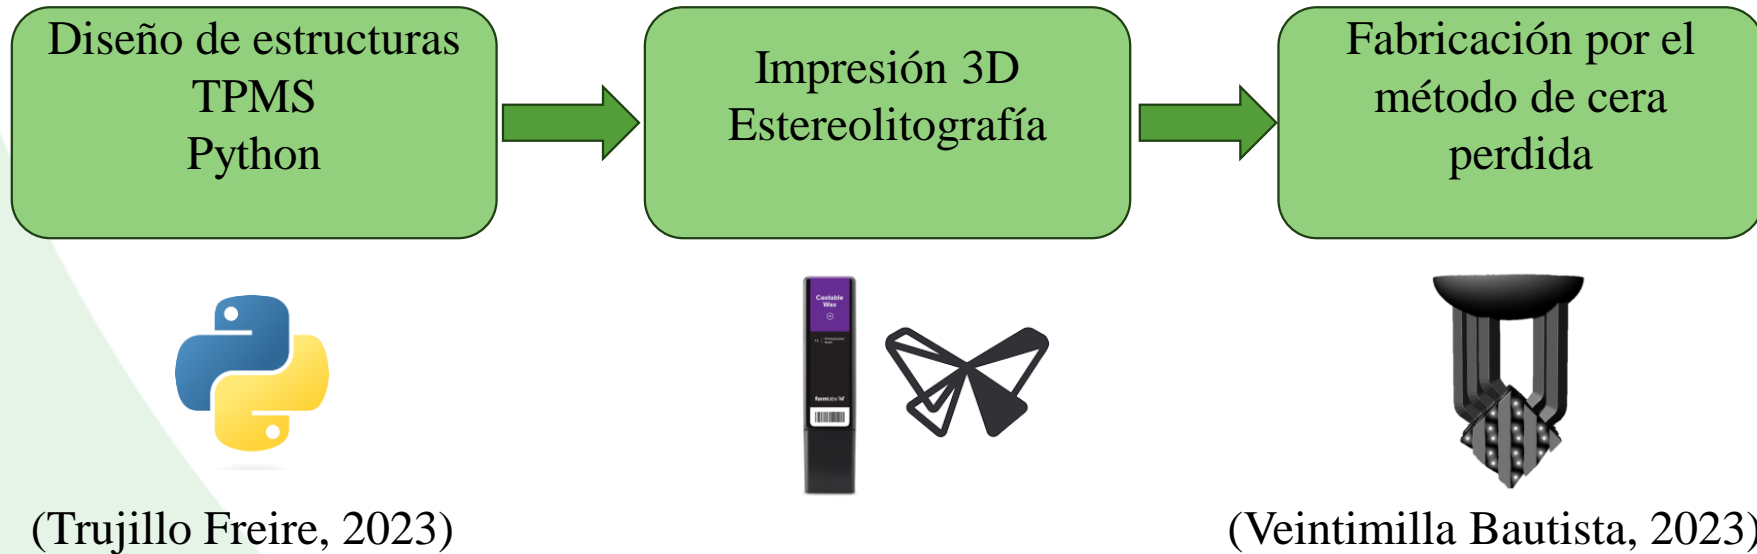 Diseño de estructuras
TPMS
Python
Impresión 3D
Estereolitografía
Fabricación por el
método de cera
perdida
Castable
Wax
formlabs
(Trujillo Freire, 2023)
(Veintimilla Bautista, 2023)